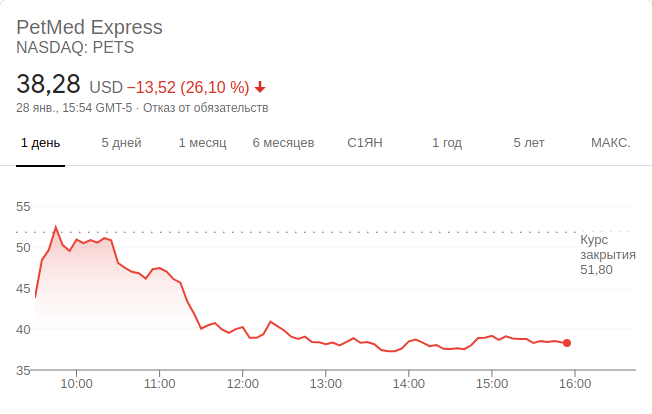 PetMed Express
NASDAQ: PETS
38,28 USD −13,52 (26,10 %)
28 янв., 15:54 GMT-5 · Отказ от обязательств
1 день 5 дней 1 месяц 6 месяцев С1ЯН 1 год 5 лет МАКС.
55
50
45
40
35
Курс
закрытия
51,80
10:00 11:00 12:00 13:00 14:00 15:00 16:00